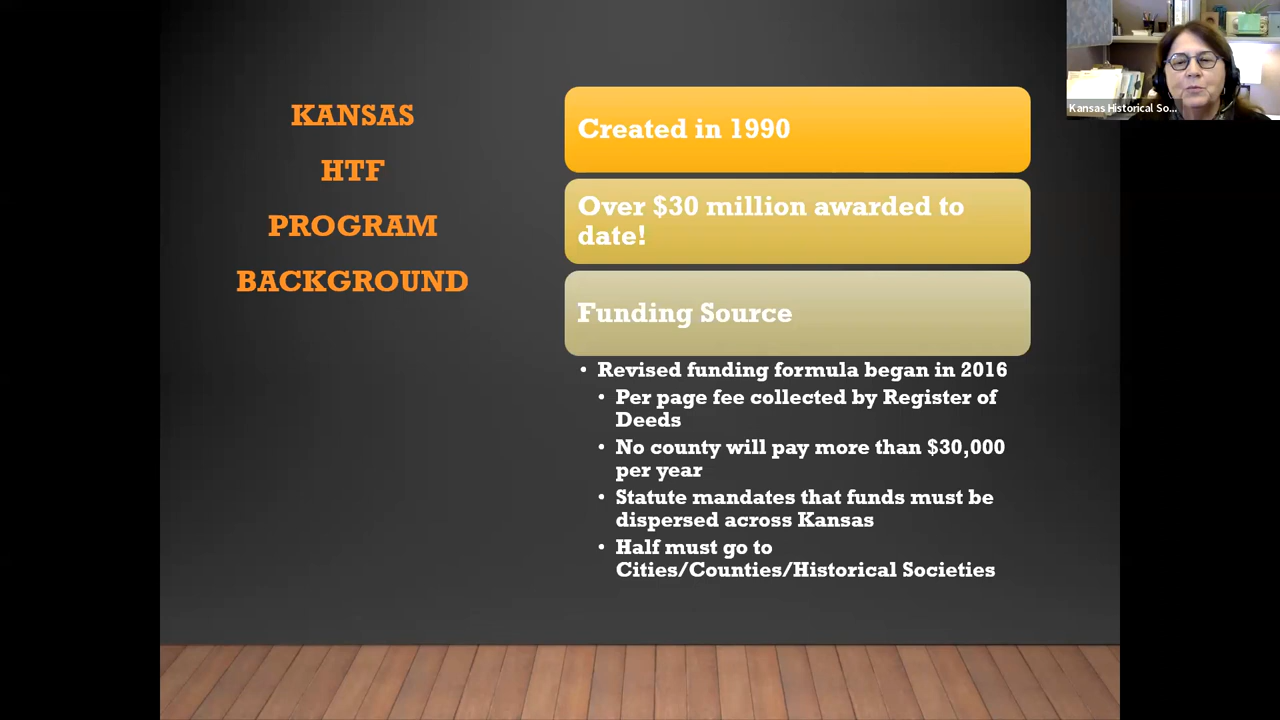 KANSAS
HTF
PROGRAM
BACKGROUND
Created in 1990
Over $30 million awarded to
date!
Funding Source
• Revised funding formula began in 2016
• Per page fee collected by Register of
Deeds
• No county will pay more than $30,000
per year
• Statute mandates that funds must be
dispersed across Kansas
• Half must go to
Cities/Counties/Historical Societies
Kansas Historical So...